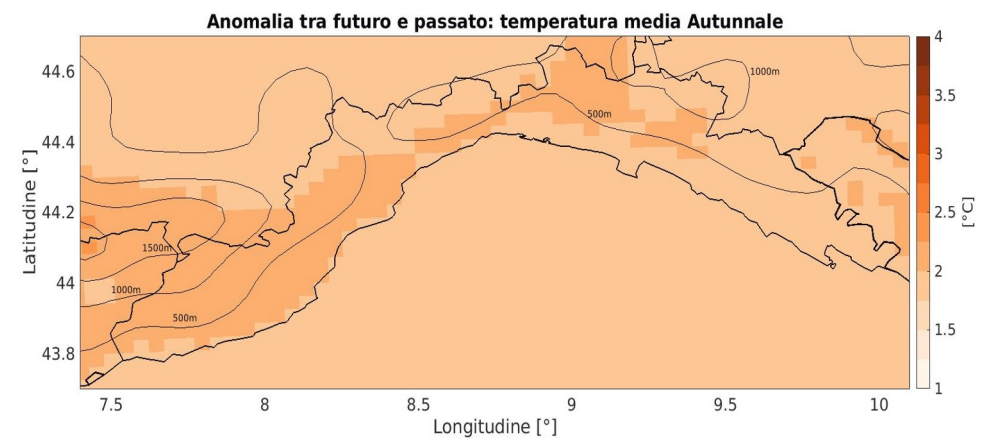 Anomalia tra futuro e passato: temperatura media Autunnale
Latitudine [°]
44.6
44.4
44.2
44
43.8
1000m
500m
1500m
1000m
500m
7.5 8 8.5 9 9.5 10
Longitudine [°]
4
3.5
3
2.5
2
1.5
1
[°C]